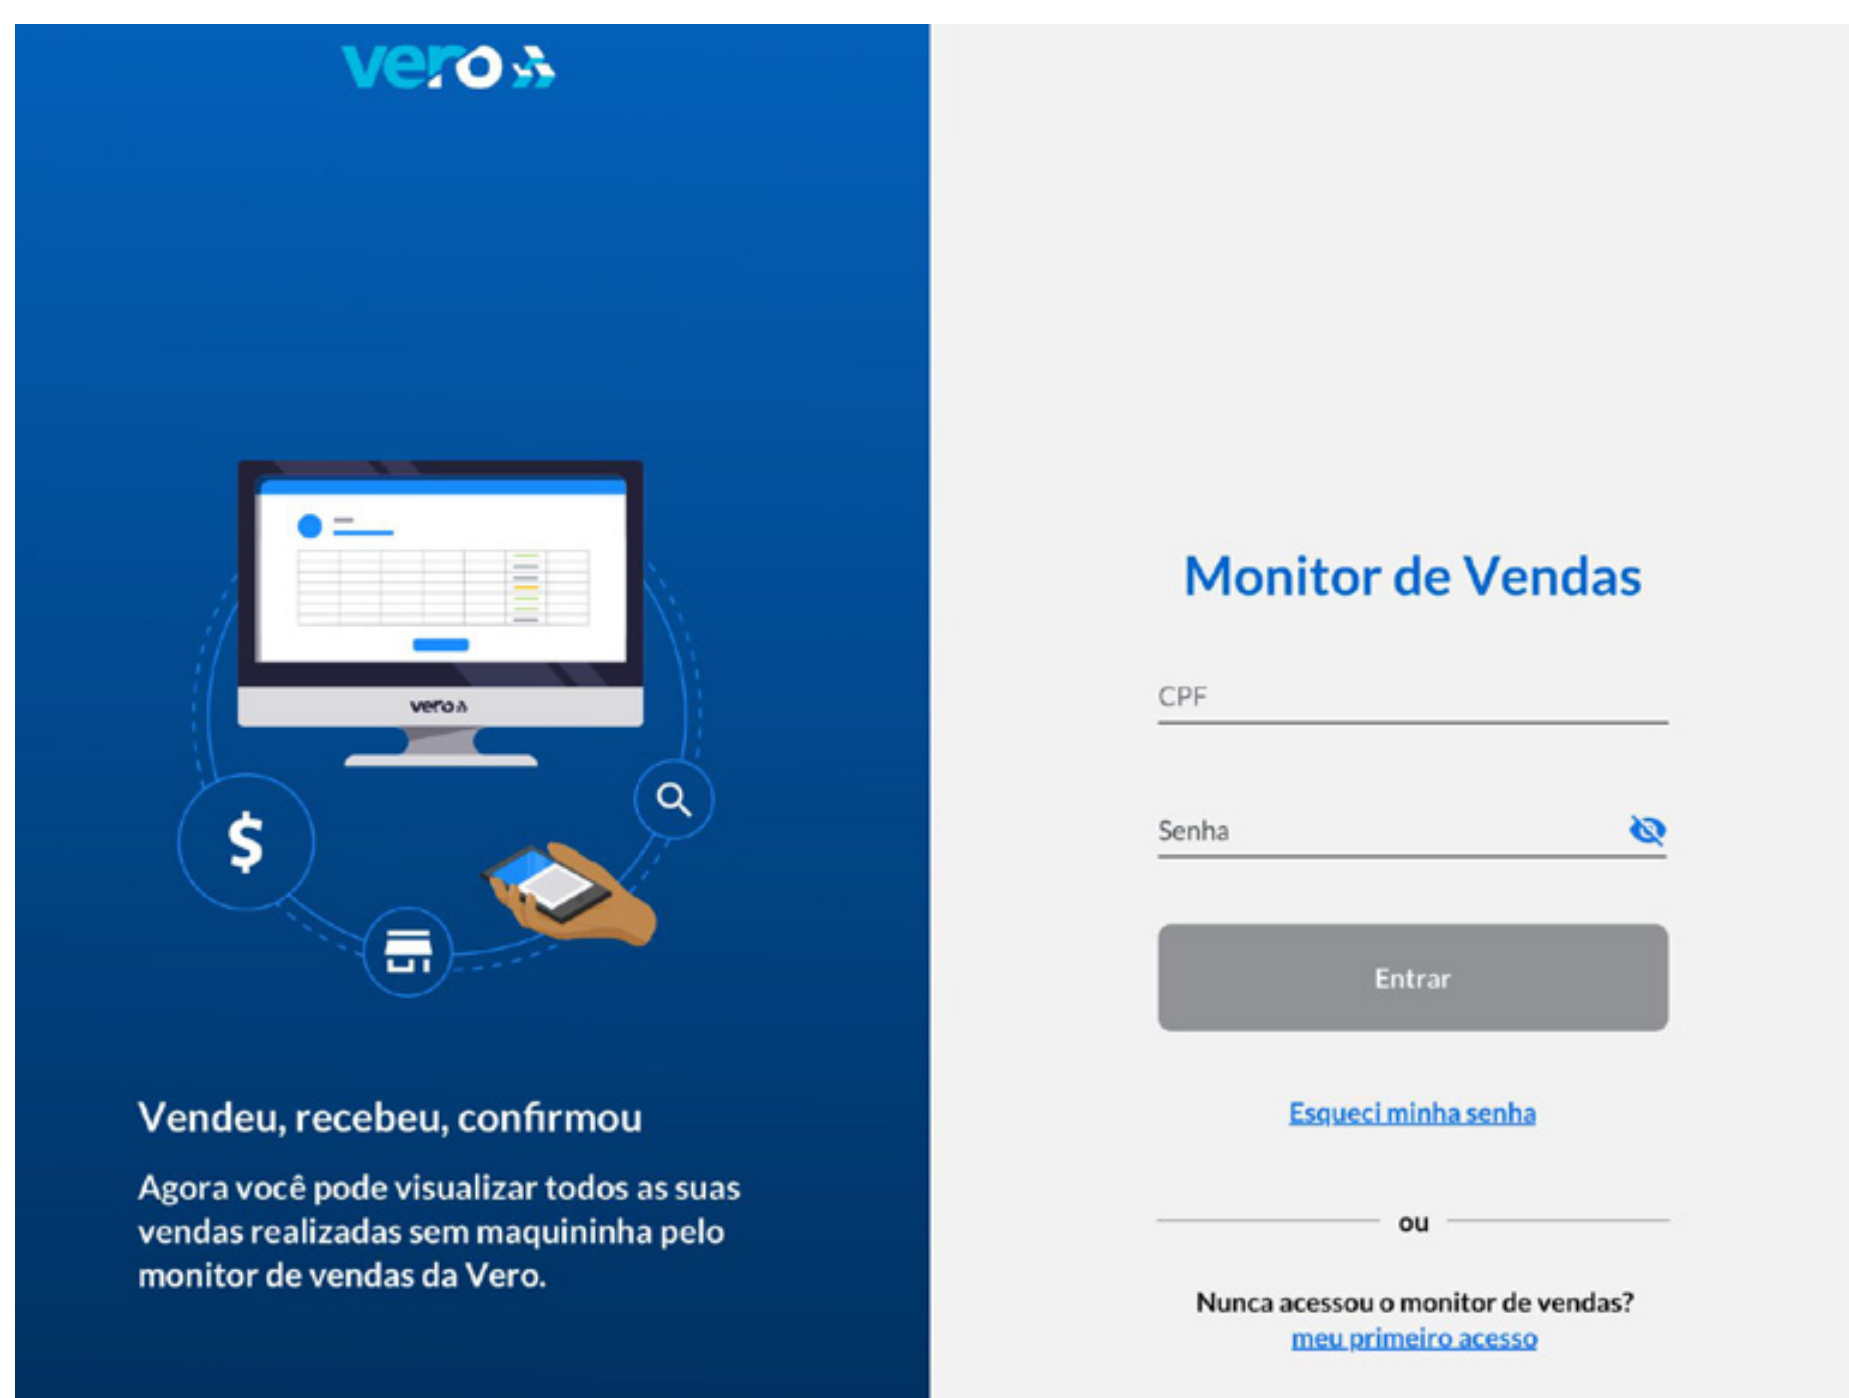 vero
vero
$
Vendeu, recebeu, confirmou
Agora você pode visualizar todos as suas
vendas realizadas sem maquininha pelo
monitor de vendas da Vero.
Monitor de Vendas
CPF
Senha
Entrar
Esqueci minha senha
ou
Nunca acessou o monitor de vendas?
meu primeiro acesso